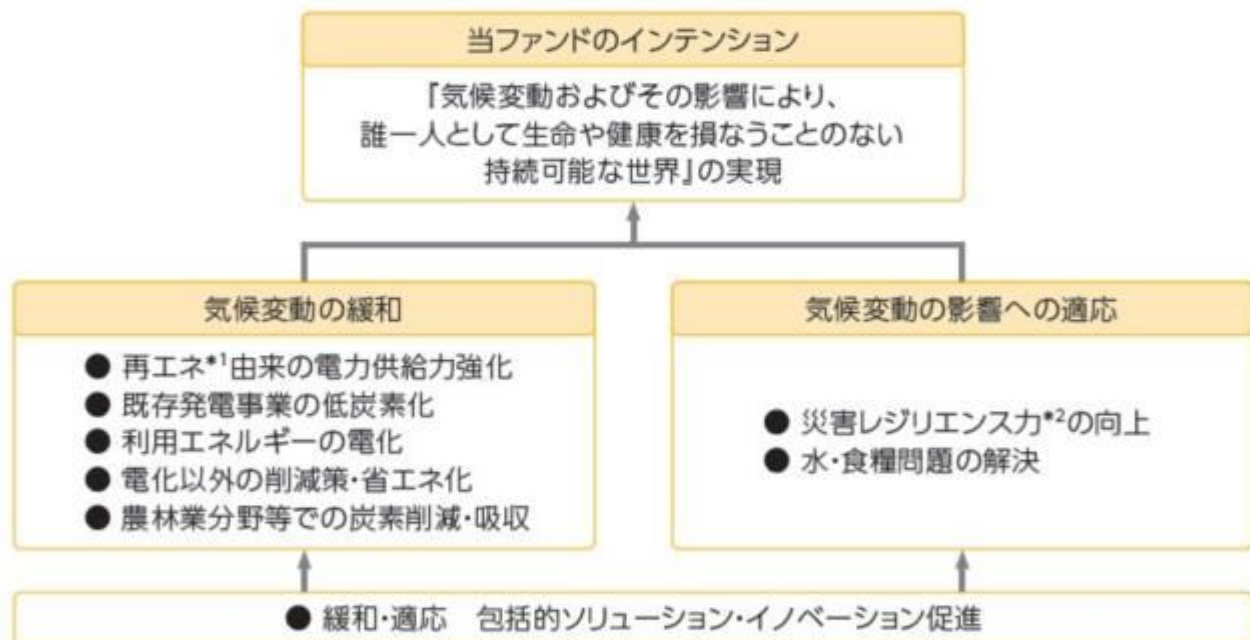 当ファンドのインテンション
『気候変動およびその影響により、
誰一人として生命や健康を損なうことのない
持続可能な世界』の実現
気候変動の緩和
● 再エネ*1由来の電力供給力強化
● 既存発電事業の低炭素化
● 利用エネルギーの電化
● 電化以外の削減策・省エネ化
● 農林業分野等での炭素削減・吸収
気候変動の影響への適応
● 災害レジリエンス力*2の向上
● 水・食糧問題の解決
● 緩和・適応　包括的ソリューション・イノベーション促進